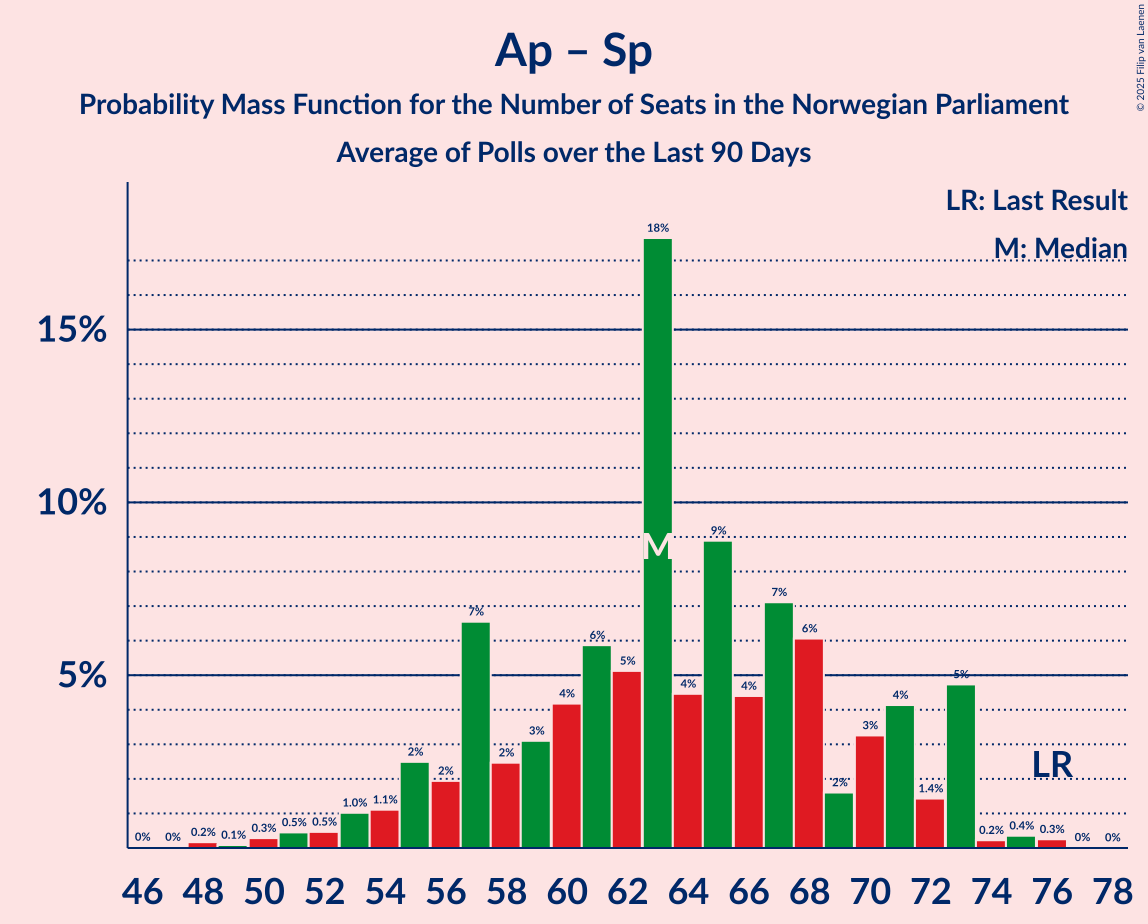 Ap – Sp
Probability Mass Function for the Number of Seats in the Norwegian Parliament
Average of Polls over the Last 90 Days
© 2025 Filip van Laenen
LR: Last Result
M: Median
15%
10%
5%
0% 0% 0.2% 0.1% 0.3% 0.5% 0.5% 1.0% 1.1% 2% 2% 7% 2% 3% 4% 6% 5% 18% 4% 9% 4% 7% 6% 2% 3% 4% 1.4% 5% 0.2% 0.4% 0.3% 0% 0%
M
LR
46 48 50 52 54 56 58 60 62 64 66 68 70 72 74 76 78